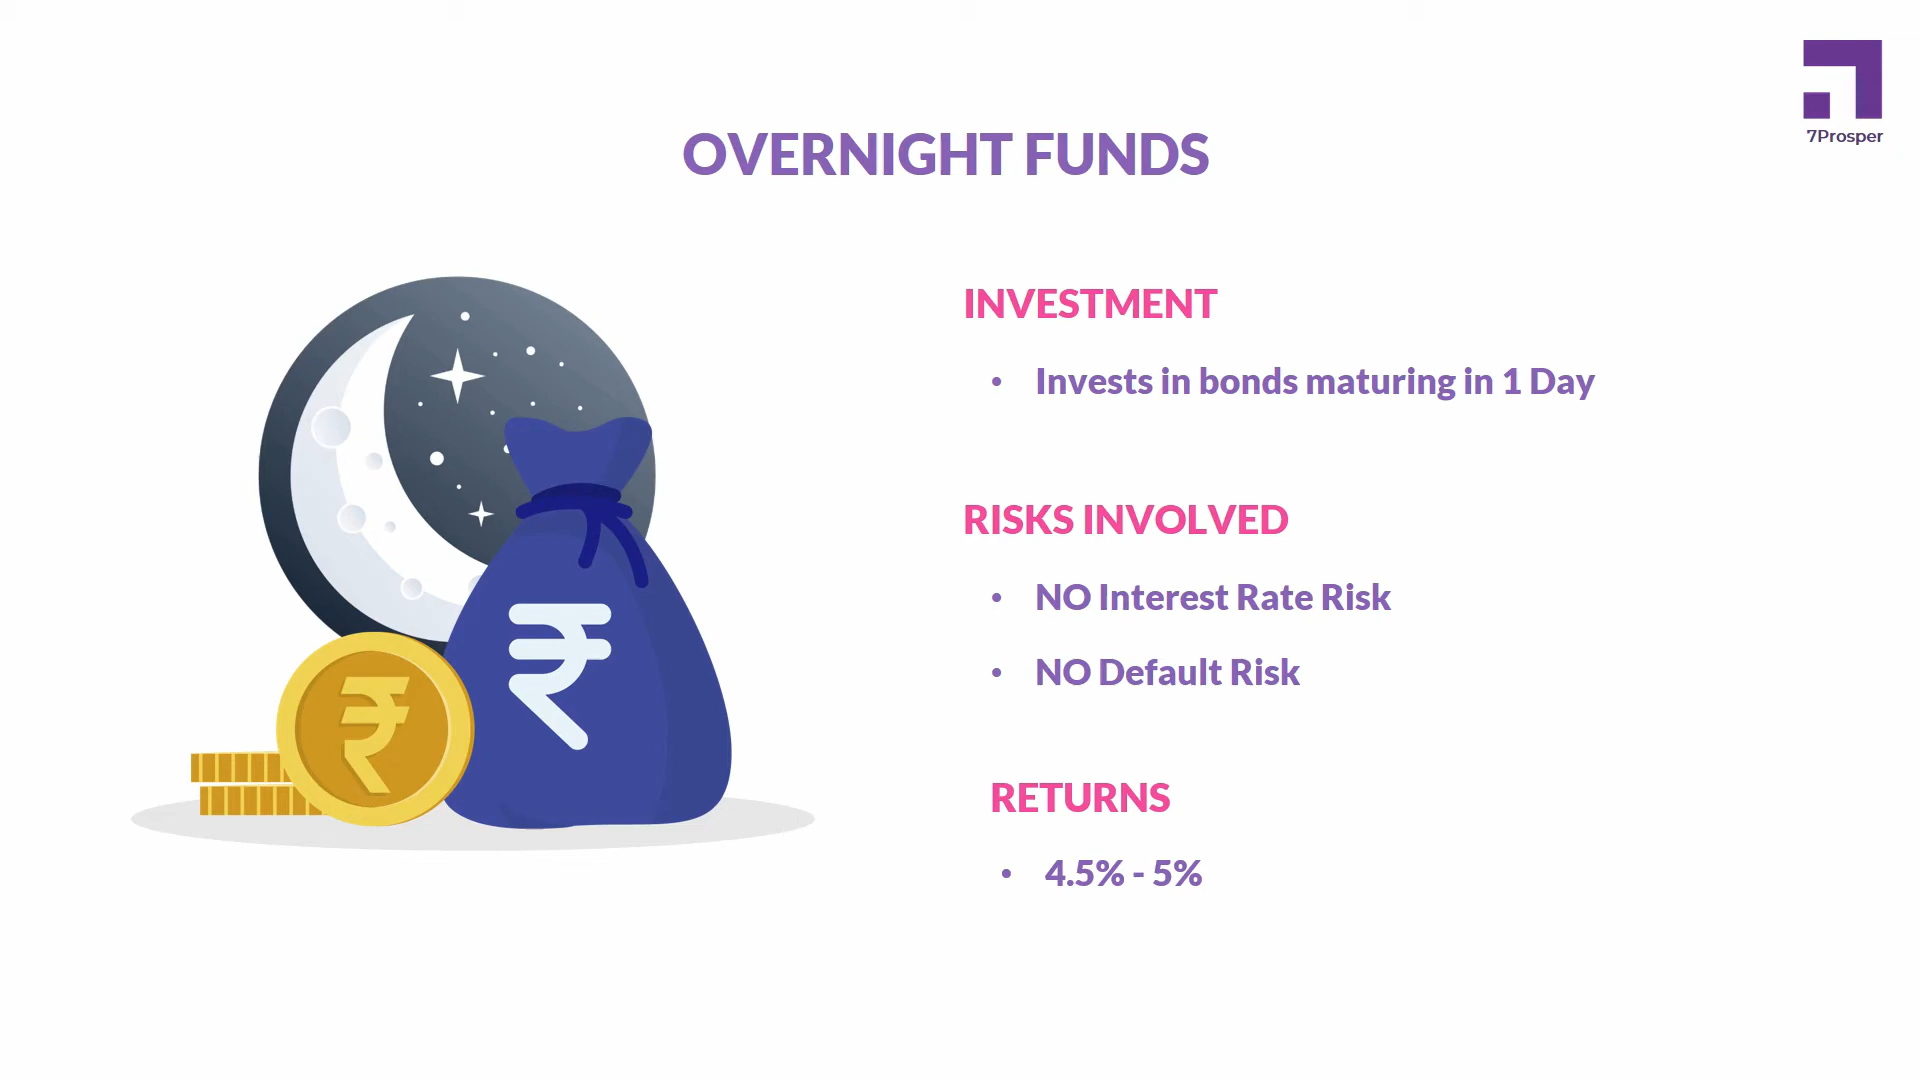 7Prosper
OVERNIGHT FUNDS
INVESTMENT
• Invests in bonds maturing in 1 Day
RISKS INVOLVED
• NO Interest Rate Risk
• NO Default Risk
RETURNS
• 4.5% - 5%
₹
₹